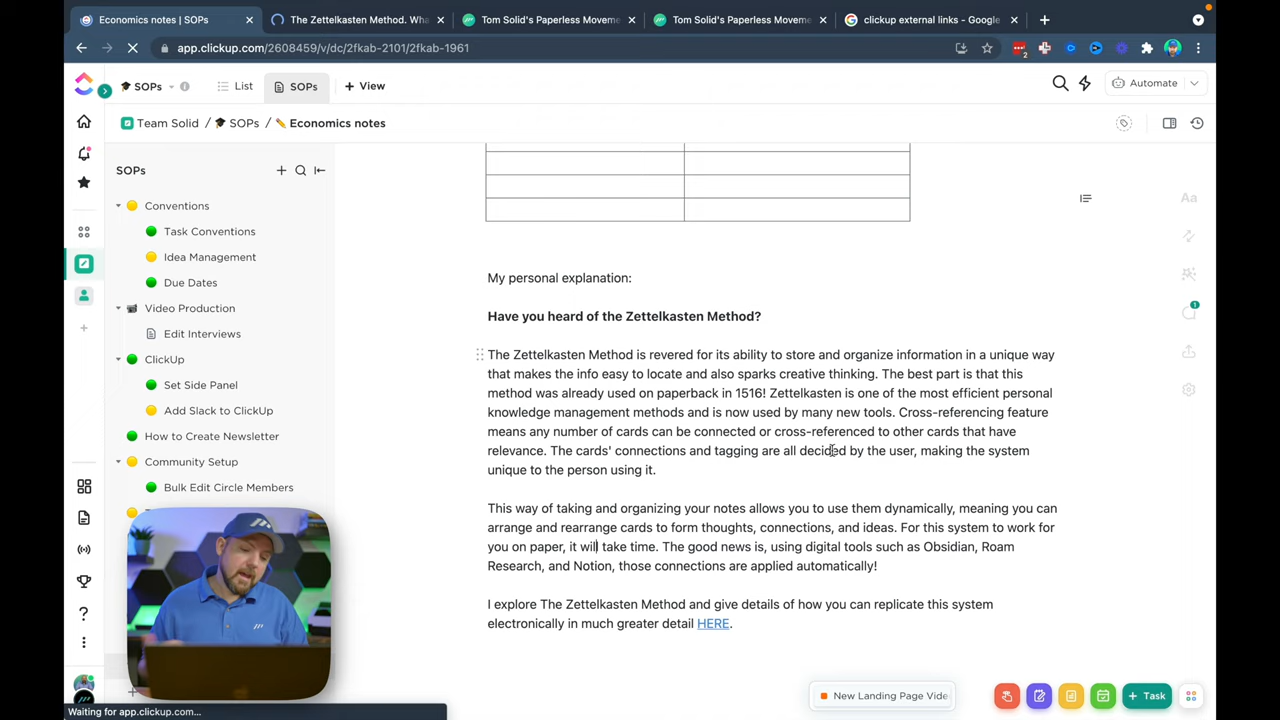 Economics notes | SOPs
The Zettelkasten Method. Wha
Tom Solid's Paperless Movem
Tom Solid's Paperless Movem
clickup external links - Google
app.clickup.com/2608459/v/dc/2fkab-2101/2fkab-1961
SOPs
List
SOPs
+ View
Automate
Team Solid / SOPs / Economics notes
SOPs
Conventions
Task Conventions
Idea Management
Due Dates
Video Production
Edit Interviews
ClickUp
Set Side Panel
Add Slack to ClickUp
How to Create Newsletter
Community Setup
Bulk Edit Circle Members
My personal explanation:
Have you heard of the Zettelkasten Method?
The Zettelkasten Method is revered for its ability to store and organize information in a unique way
that makes the info easy to locate and also sparks creative thinking. The best part is that this
method was already used on paperback in 1516! Zettelkasten is one of the most efficient personal
knowledge management methods and is now used by many new tools. Cross-referencing feature
means any number of cards can be connected or cross-referenced to other cards that have
relevance. The cards' connections and tagging are all decided by the user, making the system
unique to the person using it.
This way of taking and organizing your notes allows you to use them dynamically, meaning you can
arrange and rearrange cards to form thoughts, connections, and ideas. For this system to work for
you on paper, it will take time. The good news is, using digital tools such as Obsidian, Roam
Research, and Notion, those connections are applied automatically!
I explore The Zettelkasten Method and give details of how you can replicate this system
electronically in much greater detail HERE.
New Landing Page Vide
+ Task
Waiting for app.clickup.com...